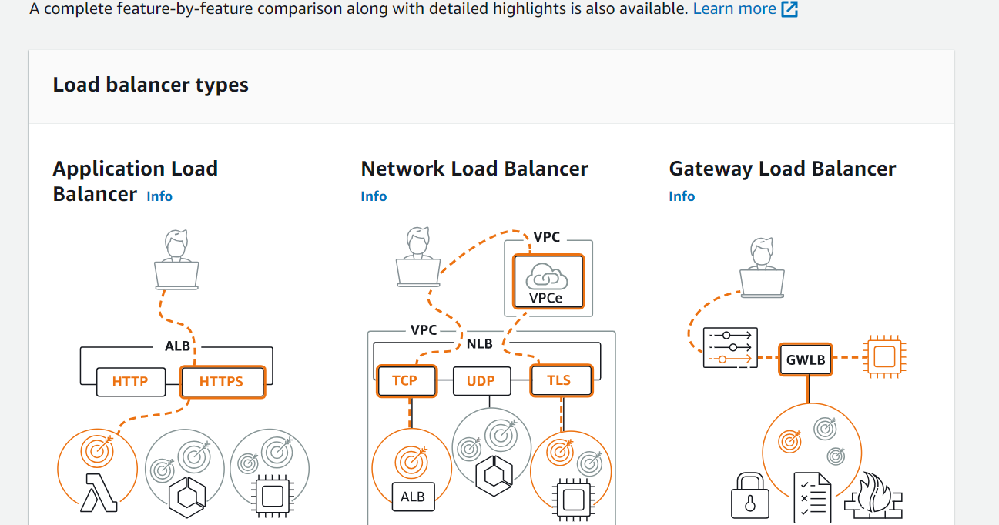 A complete feature-by-feature comparison along with detailed highlights is also available. Learn more
Load balancer types
Application Load
Balancer Info
ALB
HTTP
HTTPS
Network Load Balancer
Info
VPC
VPCe
VPC
NLB
TCP
UDP
TLS
ALB
Gateway Load Balancer
Info
GWLB